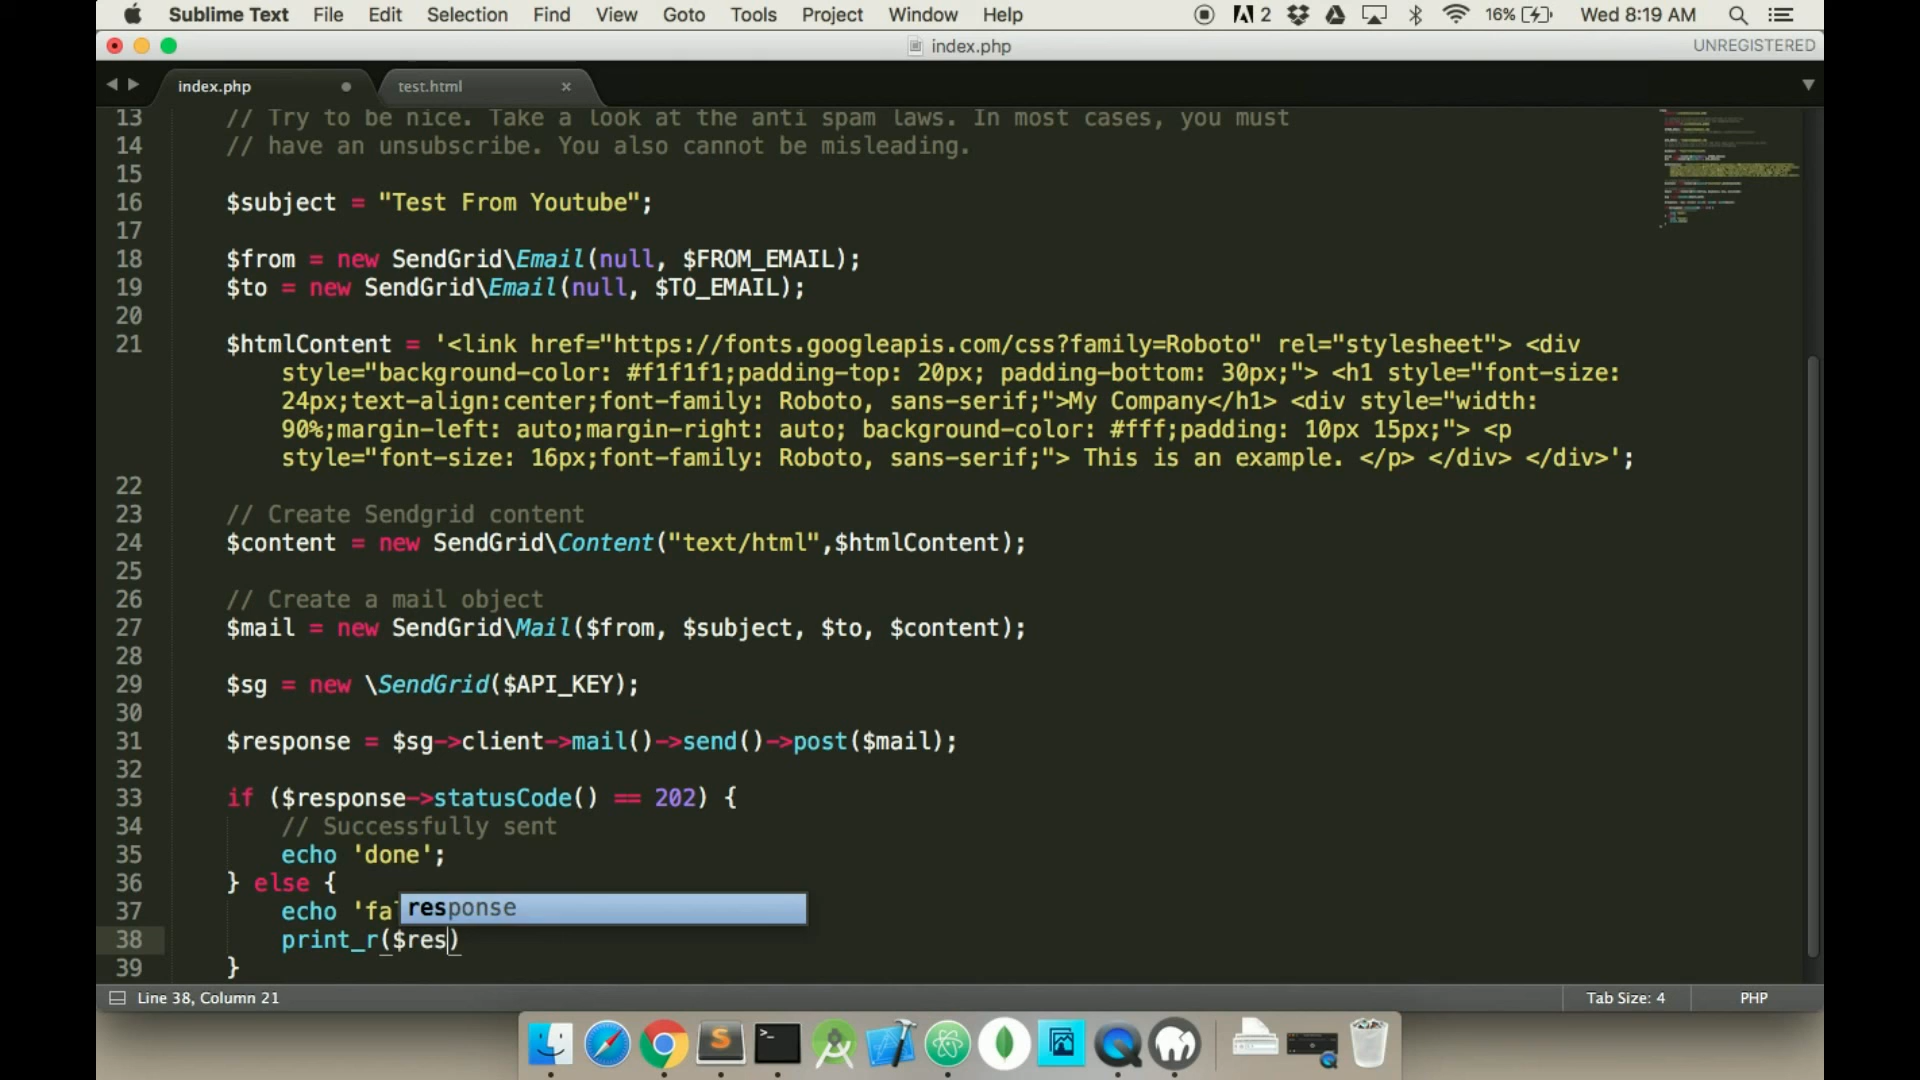 Sublime Text File Edit Selection Find View Goto Tools Project Window Help 2 16% Wed 8:19 AM
index.php UNREGISTERED
index.php test.html
13 // Try to be nice. Take a look at the anti spam laws. In most cases, you must
14 // have an unsubscribe. You also cannot be misleading.
15
16 $subject = "Test From Youtube";
17
18 $from = new SendGrid\Email(null, $FROM_EMAIL);
19 $to = new SendGrid\Email(null, $TO_EMAIL);
20
21 $htmlContent = '<link href="https://fonts.googleapis.com/css?family=Roboto" rel="stylesheet"> <div
style="background-color: #f1f1f1;padding-top: 20px; padding-bottom: 30px;"> <h1 style="font-size:
24px;text-align:center;font-family: Roboto, sans-serif;">My Company</h1> <div style="width:
90%;margin-left: auto;margin-right: auto; background-color: #fff;padding: 10px 15px;"> <p
style="font-size: 16px;font-family: Roboto, sans-serif;"> This is an example. </p> </div> </div>';
22
23 // Create Sendgrid content
24 $content = new SendGrid\Content("text/html",$htmlContent);
25
26 // Create a mail object
27 $mail = new SendGrid\Mail($from, $subject, $to, $content);
28
29 $sg = new \SendGrid($API_KEY);
30
31 $response = $sg->client->mail()->send()->post($mail);
32
33 if ($response->statusCode() == 202) {
34 // Successfully sent
35 echo 'done';
36 } else {
37 echo 'fa
response
38 print_r($res)
39 }
Line 38, Column 21 Tab Size: 4 PHP